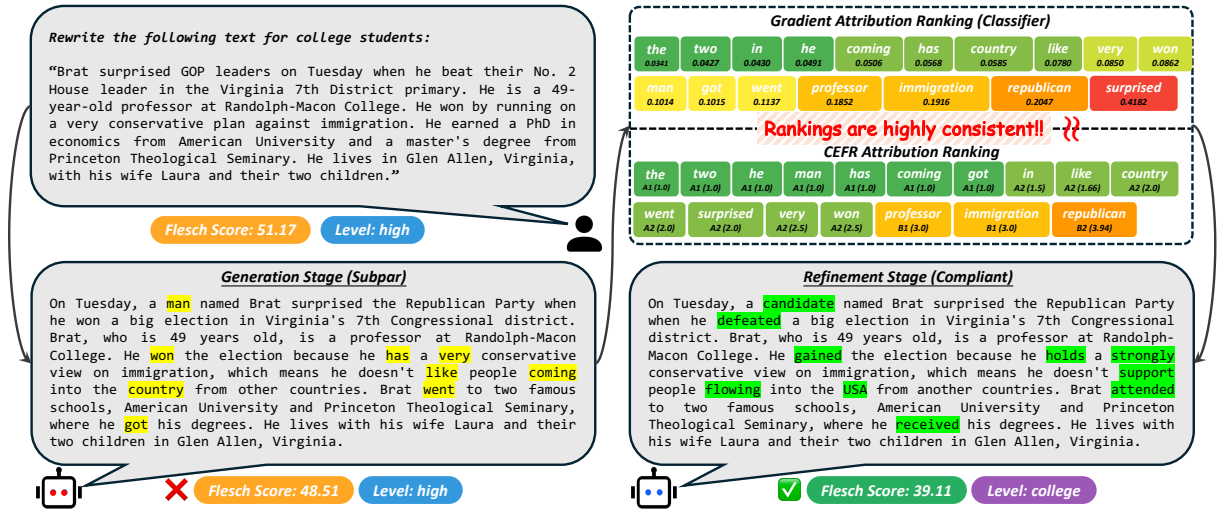 Rewrite the following text for college students:
“Brat surprised GOP leaders on Tuesday when he beat their No. 2
House leader in the Virginia 7th District primary. He is a 49-
year-old professor at Randolph-Macon College. He won by running on
a very conservative plan against immigration. He earned a PhD in
economics from American University and a master's degree from
Princeton Theological Seminary. He lives in Glen Allen, Virginia,
with his wife Laura and their two children.”
Flesch Score: 51.17
Level: high
Generation Stage (Subpar)
On Tuesday, a man named Brat surprised the Republican Party when
he won a big election in Virginia's 7th Congressional district.
Brat, who is 49 years old, is a professor at Randolph-Macon
College. He won the election because he has a very conservative
view on immigration, which means he doesn't like people coming
into the country from other countries. Brat went to two famous
schools, American University and Princeton Theological Seminary,
where he got his degrees. He lives with his wife Laura and their
two children in Glen Allen, Virginia.
Flesch Score: 48.51
Level: high
Gradient Attribution Ranking (Classifier)
the two in he coming has country like very won
0.0341 0.0427 0.0430 0.0491 0.0506 0.0568 0.0585 0.0780 0.0850 0.0862
man got went professor immigration republican surprised
0.1014 0.1015 0.1137 0.1852 0.1916 0.2047 0.4182
Rankings are highly consistent!!
CEFR Attribution Ranking
the two he man has coming got in like country
A1 (1.0) A1 (1.0) A1 (1.0) A1 (1.0) A1 (1.0) A1 (1.0) A1 (1.0) A2 (1.5) A2 (1.66) A2 (2.0)
went surprised very won professor immigration republican
A2 (2.0) A2 (2.0) A2 (2.5) A2 (2.5) B1 (3.0) B1 (3.0) B2 (3.94)
Refinement Stage (Compliant)
On Tuesday, a candidate named Brat surprised the Republican Party
when he defeated a big election in Virginia's 7th Congressional
district. Brat, who is 49 years old, is a professor at Randolph-
Macon College. He gained the election because he holds a strongly
conservative view on immigration, which means he doesn't support
people flowing into the USA from another countries. Brat attended
to two famous schools, American University and Princeton
Theological Seminary, where he received his degrees. He lives with
his wife Laura and their two children in Glen Allen, Virginia.
Flesch Score: 39.11
Level: college